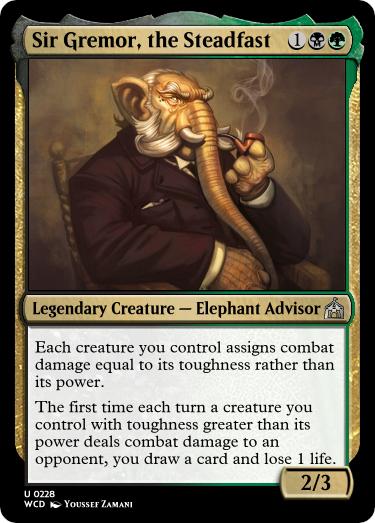 Sir Gremor, the Steadfast 1
Legendary Creature — Elephant Advisor
Each creature you control assigns combat
damage equal to its toughness rather than
its power.
The first time each turn a creature you
control with toughness greater than its
power deals combat damage to an
opponent, you draw a card and lose 1 life.
2/3
U 0228
WCD Youssef Zamani